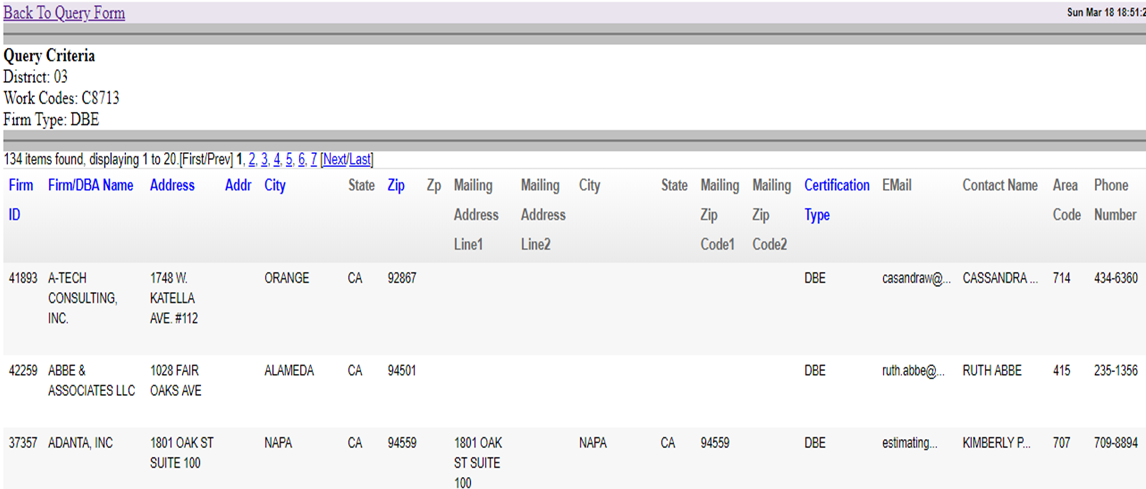 Back To Query Form
Sun Mar 18 18:51:2
Query Criteria
District: 03
Work Codes: C8713
Firm Type: DBE
134 items found, displaying 1 to 20.[First/Prev] 1, 2, 3, 4, 5, 6, 7 [Next/Last]
Firm Firm/DBA Name Address Addr City State Zip Zp Mailing Mailing City State Mailing Mailing Certification EMail Contact Name Area Phone
ID Address Address Zip Zip Type Code Number
Line1 Line2 Code1 Code2
41893 A-TECH 1748 W. ORANGE CA 92867 DBE casandraw@... CASSANDRA ... 714 434-6360
CONSULTING, KATELLA
INC. AVE. #112
42259 ABBE & 1028 FAIR ALAMEDA CA 94501 DBE ruth.abbe@... RUTH ABBE 415 235-1356
ASSOCIATES LLC OAKS AVE
37357 ADANTA, INC 1801 OAK ST NAPA CA 94559 1801 OAK NAPA CA 94559 DBE estimating... KIMBERLY P... 707 709-8894
SUITE 100 ST SUITE
100